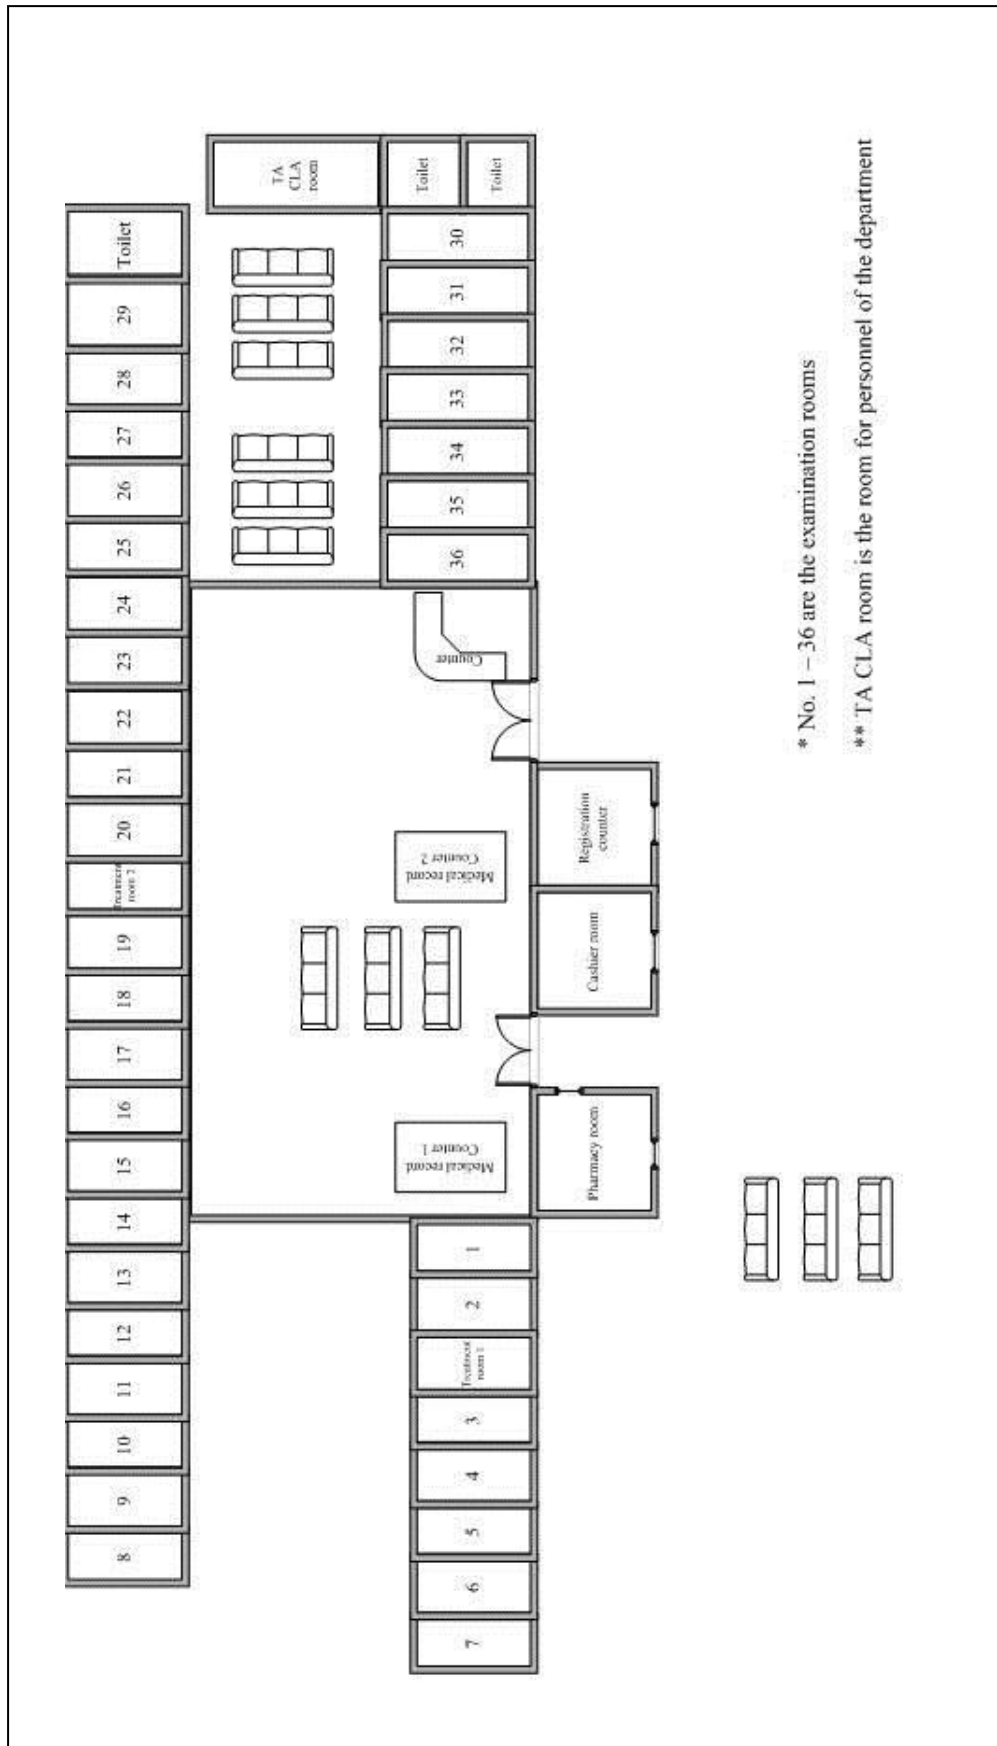 8
9
10
11
12
13
14
15
16
17
18
19
Treatment
room 2
20
21
22
23
24
25
26
27
28
29
Toilet
TA
CLA
room
Toilet
Toilet
7
6
5
4
3
Treatment
room 1
2
1
Medical record
Counter 1
Medical record
Counter 2
Counter
36
35
34
33
32
31
30
Pharmacy room
Cashier room
Registration
counter
* No. 1 – 36 are the examination rooms
** TA CLA room is the room for personnel of the department